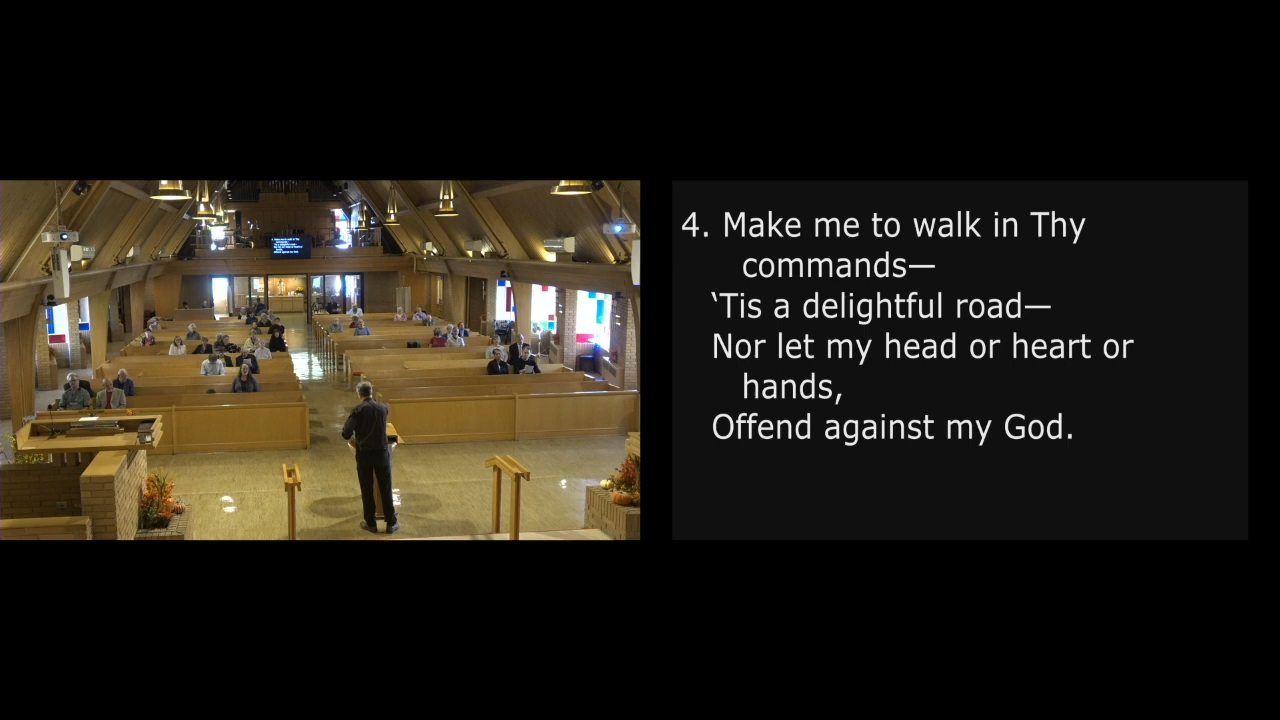 4. Make me to walk in Thy
commands—
‘Tis a delightful road—
Nor let my head or heart or
hands,
Offend against my God.